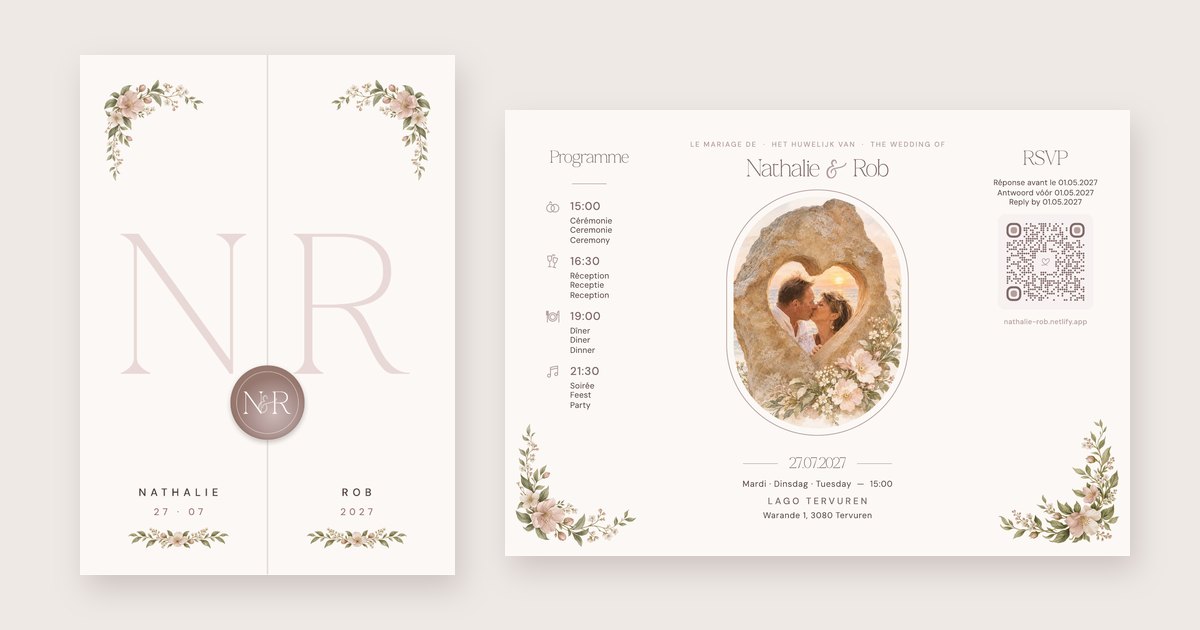 N R
N&R
NATHALIE
27 · 07
ROB
2027
Programme
15:00
Cérémonie
Ceremonie
Ceremony
16:30
Réception
Receptie
Reception
19:00
Dîner
Diner
Dinner
21:30
Soirée
Feest
Party
LE MARIAGE DE · HET HUWELIJK VAN · THE WEDDING OF
Nathalie & Rob
27.07.2027
Mardi · Dinsdag · Tuesday — 15:00
LAGO TERVUREN
Warande 1, 3080 Tervuren
RSVP
Réponse avant le 01.05.2027
Antwoord vóór 01.05.2027
Reply by 01.05.2027
nathalie-rob.netlify.app